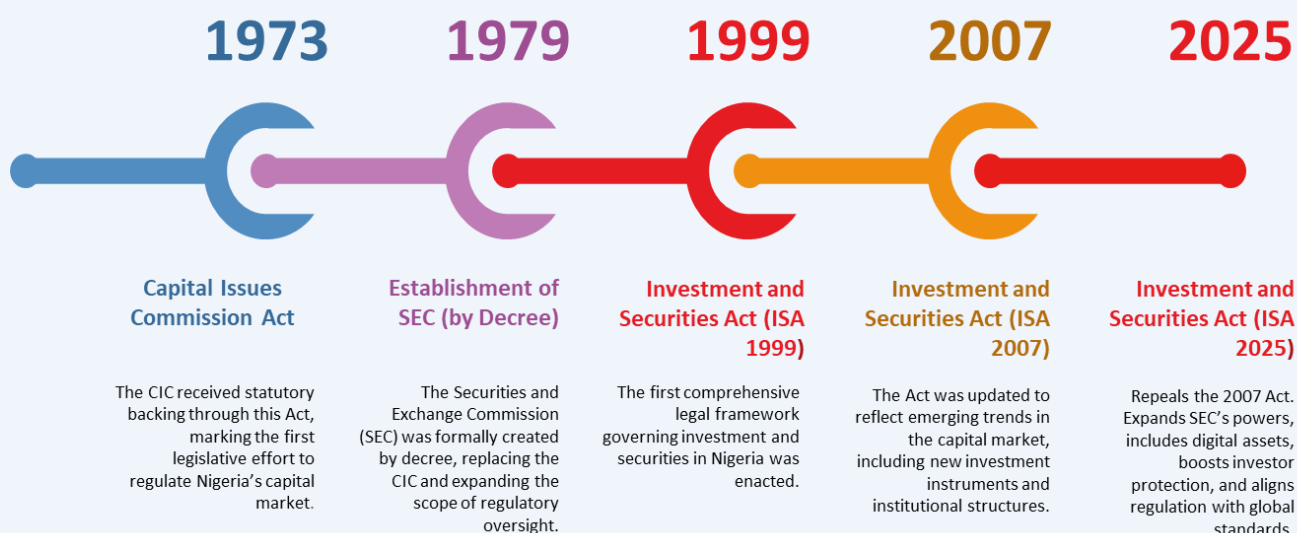 1973
1979
1999
2007
2025
Capital Issues
Commission Act
The CIC received statutory
backing through this Act,
marking the first
legislative effort to
regulate Nigeria's capital
market.
Establishment of
SEC (by Decree)
The Securities and
Exchange Commission
(SEC) was formally created
by decree, replacing the
CIC and expanding the
scope of regulatory
oversight.
Investment and
Securities Act (ISA
1999)
The first comprehensive
legal framework
governing investment and
securities in Nigeria was
enacted.
Investment and
Securities Act (ISA
2007)
The Act was updated to
reflect emerging trends in
the capital market,
including new investment
instruments and
institutional structures.
Investment and
Securities Act (ISA
2025)
Repeals the 2007 Act.
Expands SEC's powers,
includes digital assets,
boosts investor
protection, and aligns
regulation with global
standards.